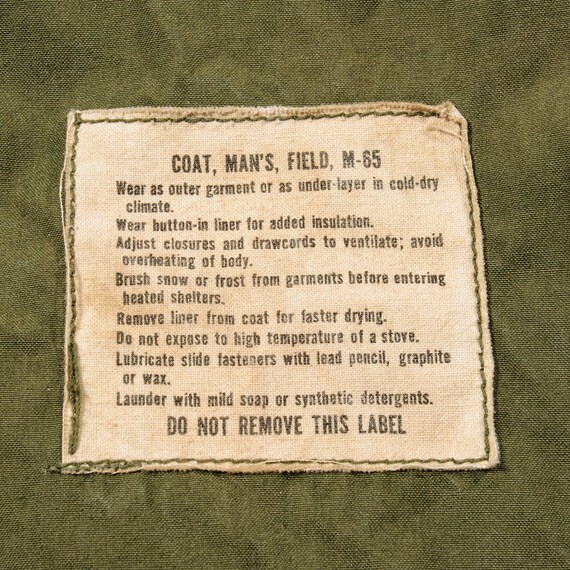 COAT, MAN'S, FIELD, M-65
Wear as outer garment or as under-layer in cold-dry
climate.
Wear button-in liner for added insulation.
Adjust closures and drawcords to ventilate; avoid
overheating of body.
Brush snow or frost from garments before entering
heated shelters.
Remove liner from coat for faster drying.
Do not expose to high temperature of a stove.
Lubricate slide fasteners with lead pencil, graphite
or wax.
Launder with mild soap or synthetic detergents.
DO NOT REMOVE THIS LABEL